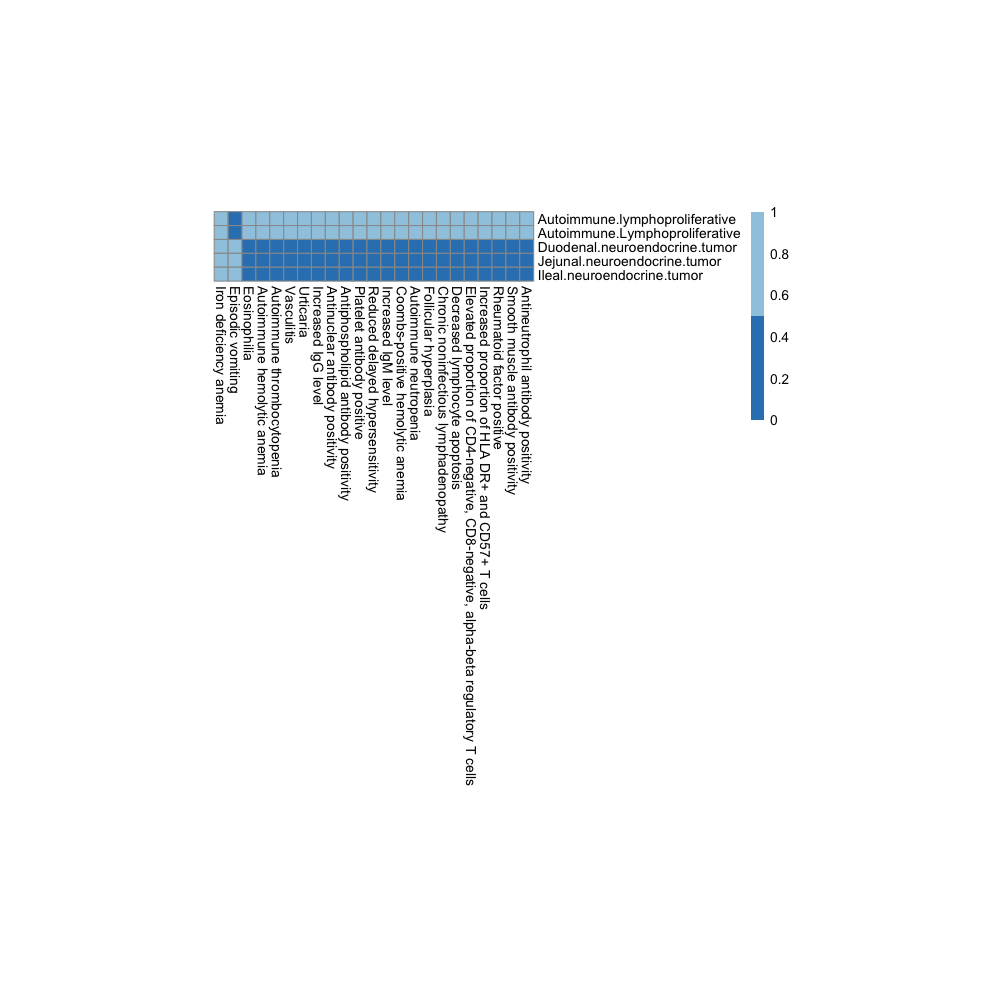 Autoimmune.lymphoproliferative
Autoimmune.Lymphoproliferative
Duodenal.neuroendocrine.tumor
Jejunal.neuroendocrine.tumor
Ileal.neuroendocrine.tumor
1
0.8
0.6
0.4
0.2
0
Iron deficiency anemia
Episodic vomiting
Eosinophilia
Autoimmune hemolytic anemia
Autoimmune thrombocytopenia
Vasculitis
Urticaria
Increased IgG level
Antinuclear antibody positivity
Antiphospholipid antibody positivity
Platelet antibody positive
Reduced delayed hypersensitivity
Increased IgM level
Coombs-positive hemolytic anemia
Autoimmune neutropenia
Follicular hyperplasia
Chronic noninfectious lymphadenopathy
Decreased lymphocyte apoptosis
Elevated proportion of CD4-negative, CD8-negative, alpha-beta regulatory T cells
Increased proportion of HLA DR+ and CD57+ T cells
Rheumatoid factor positive
Smooth muscle antibody positivity
Antineutrophil antibody positivity